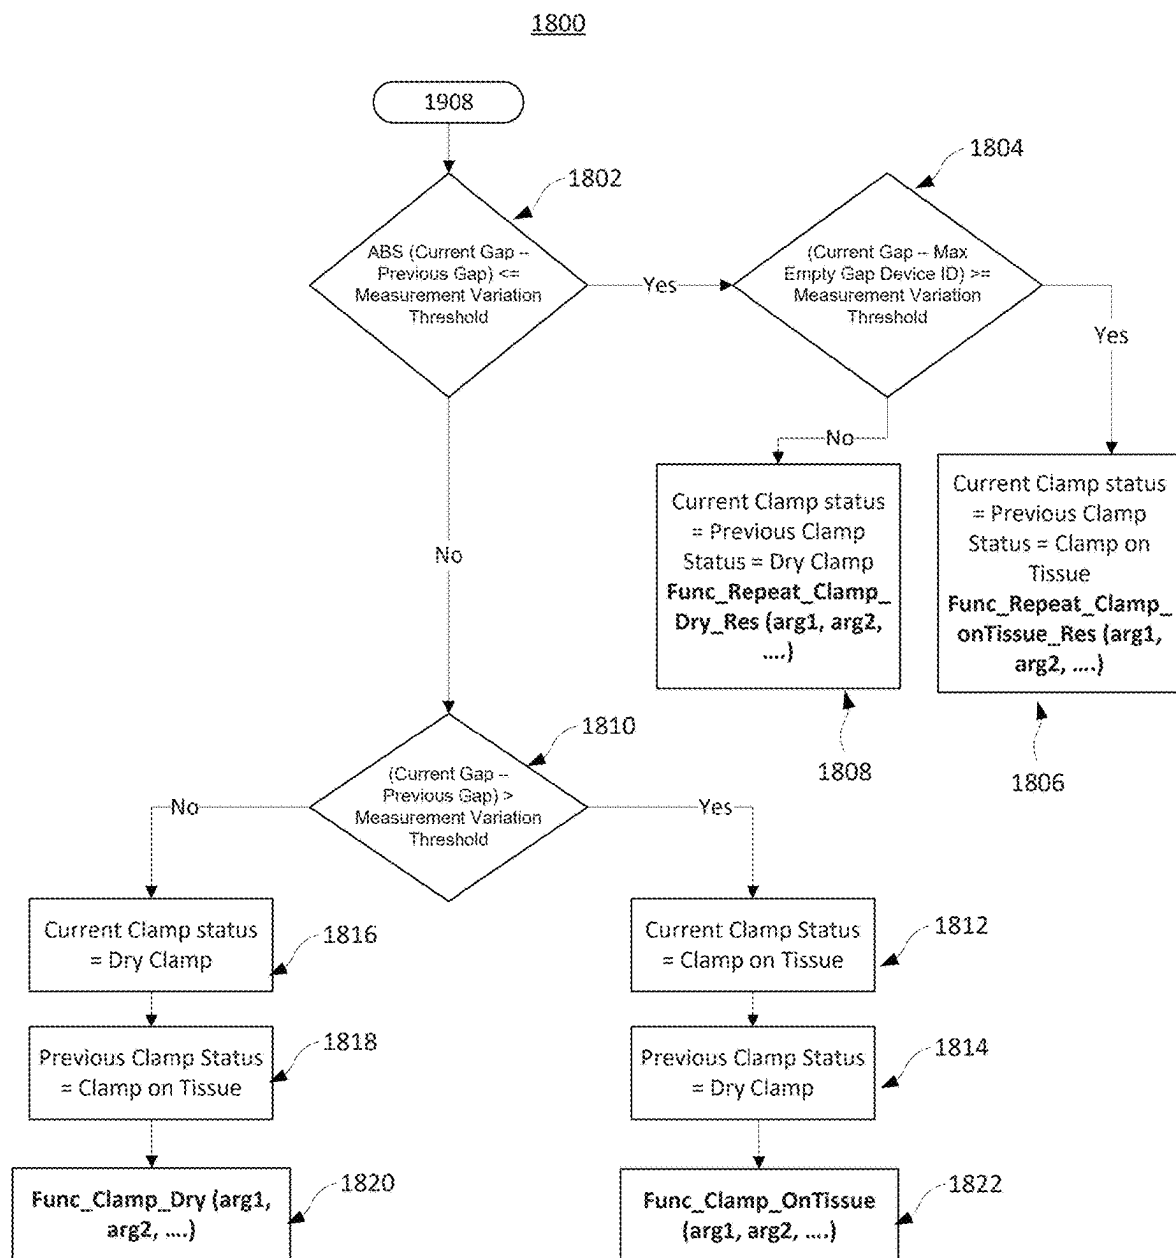 1800
1908
1802
ABS (Current Gap --
Previous Gap) <=
Measurement Variation
Threshold
Yes
1804
(Current Gap -- Max
Empty Gap Device ID) >=
Measurement Variation
Threshold
Yes
No
Current Clamp status
= Previous Clamp
Status = Dry Clamp
Func_Repeat_Clamp_
Dry_Res (arg1, arg2,
....)
1808
Current Clamp status
= Previous Clamp
Status = Clamp on
Tissue
Func_Repeat_Clamp_
onTissue_Res (arg1,
arg2, ....)
1806
No
1810
(Current Gap --
Previous Gap) >
Measurement Variation
Threshold
No
Yes
Current Clamp status
= Dry Clamp
1816
Previous Clamp Status
= Clamp on Tissue
1818
Func_Clamp_Dry (arg1,
arg2, ....)
1820
Current Clamp Status
= Clamp on Tissue
1812
Previous Clamp Status
= Dry Clamp
1814
Func_Clamp_OnTissue
(arg1, arg2, ....)
1822